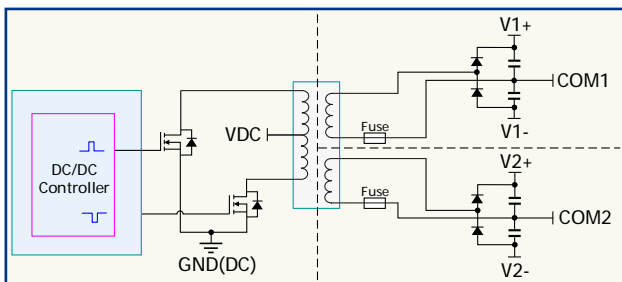 V1+
COM1
V1-
Fuse
VDC
DC/DC
Controller
GND(DC)
V2+
Fuse
COM2
V2-